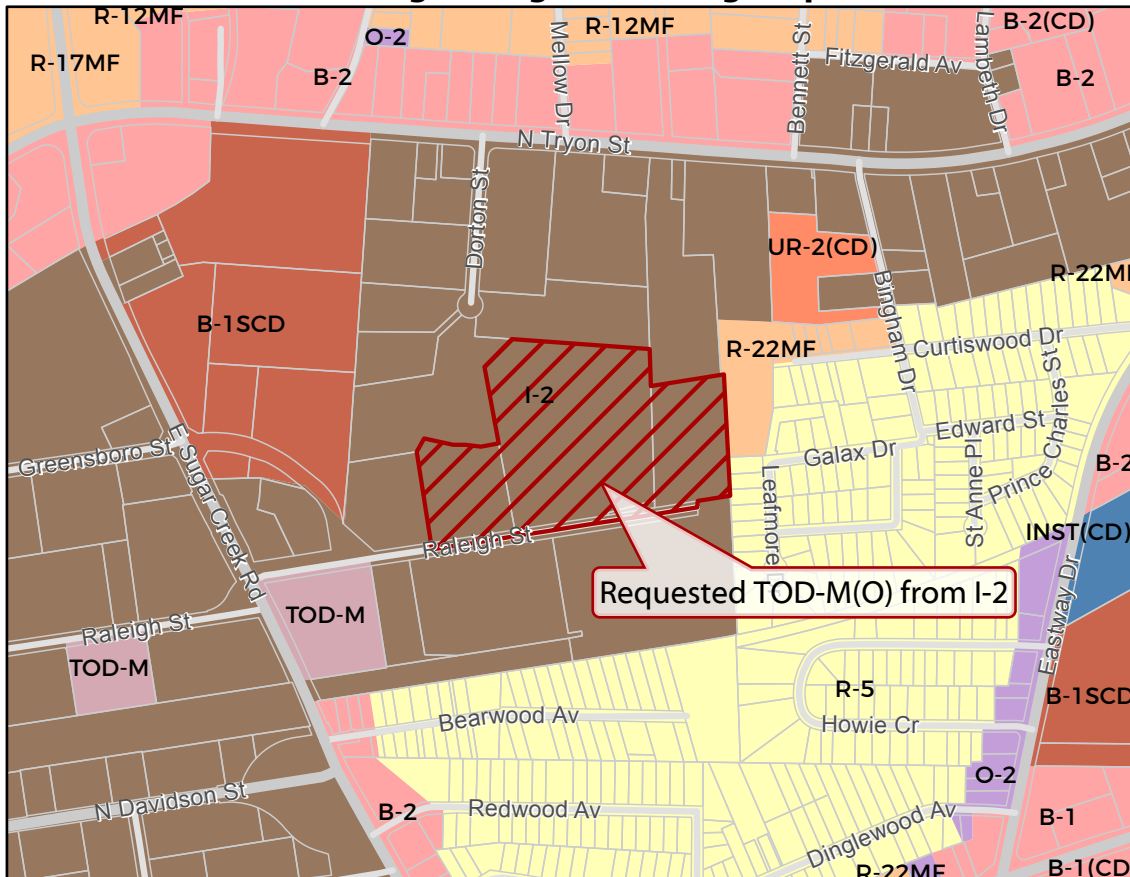 R-12MF
O-2
R-12MF
B-2(CD)
R-17MF
B-2
Mellow Dr
Bennett St
Fitzgerald Av
Lambeth Dr
B-2
N Tryon St
Dorton St
UR-2(CD)
Bingham Dr
B-1SCD
R-22MF
Curtiswood Dr
I-2
Prince Charles St
Edward St
Galax Dr
St Anne Pl
B-2
Greensboro St
E Sugar Creek Rd
Leafmore
Raleigh St
INST(CD)
Requested TOD-M(O) from I-2
TOD-M
Raleigh St
TOD-M
Eastway Dr
R-5
B-1SCD
Bearwood Av
Howie Cr
N Davidson St
B-2
Redwood Av
O-2
B-1
Dinglewood Av
R-22MF
B-1(CD